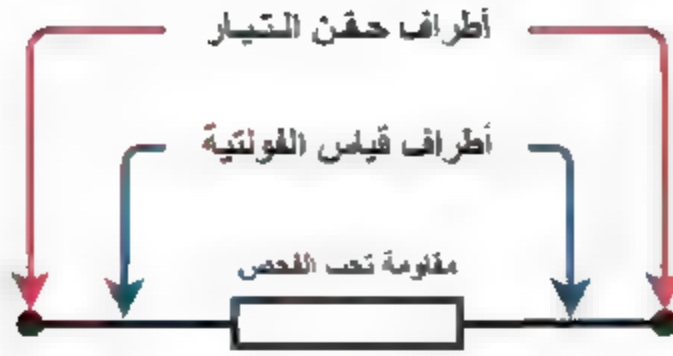 أطراف حقن التيار
أطراف قياس الفولتية
مقاومة تحت الفحص